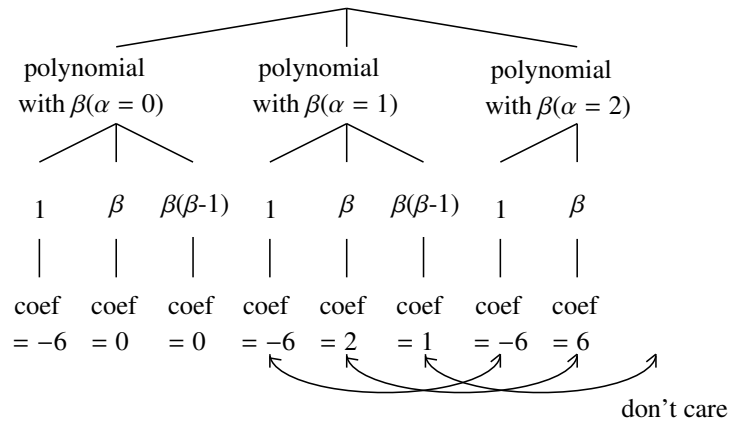 polynomial polynomial polynomial
with β(α = 0) with β(α = 1) with β(α = 2)
1 β β(β-1) 1 β β(β-1) 1 β
coef coef coef coef coef coef coef coef
= −6 = 0 = 0 = −6 = 2 = 1 = −6 = 6
don't care